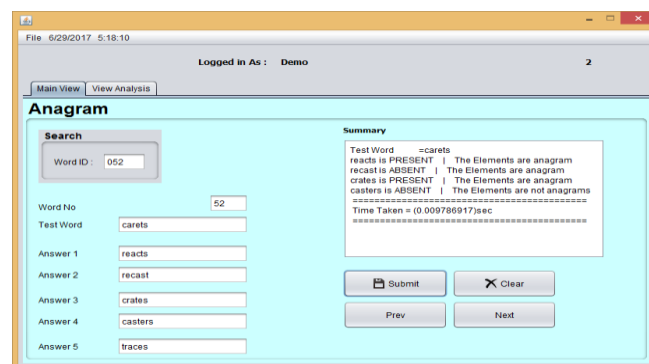 File 6/29/2017 5:18:10
Logged in As : Demo 2
Main View View Analysis
Anagram
Search
Word ID : 052
Word No 52
Test Word carets
Answer 1 reacts
Answer 2 recast
Answer 3 crates
Answer 4 casters
Answer 5 traces
Summary
Test Word =carets
reacts is PRESENT | The Elements are anagram
recast is ABSENT | The Elements are anagram
crates is PRESENT | The Elements are anagram
casters is ABSENT | The Elements are not anagrams
============================================
Time Taken = (0.009786917)sec
============================================
Submit Clear
Prev Next